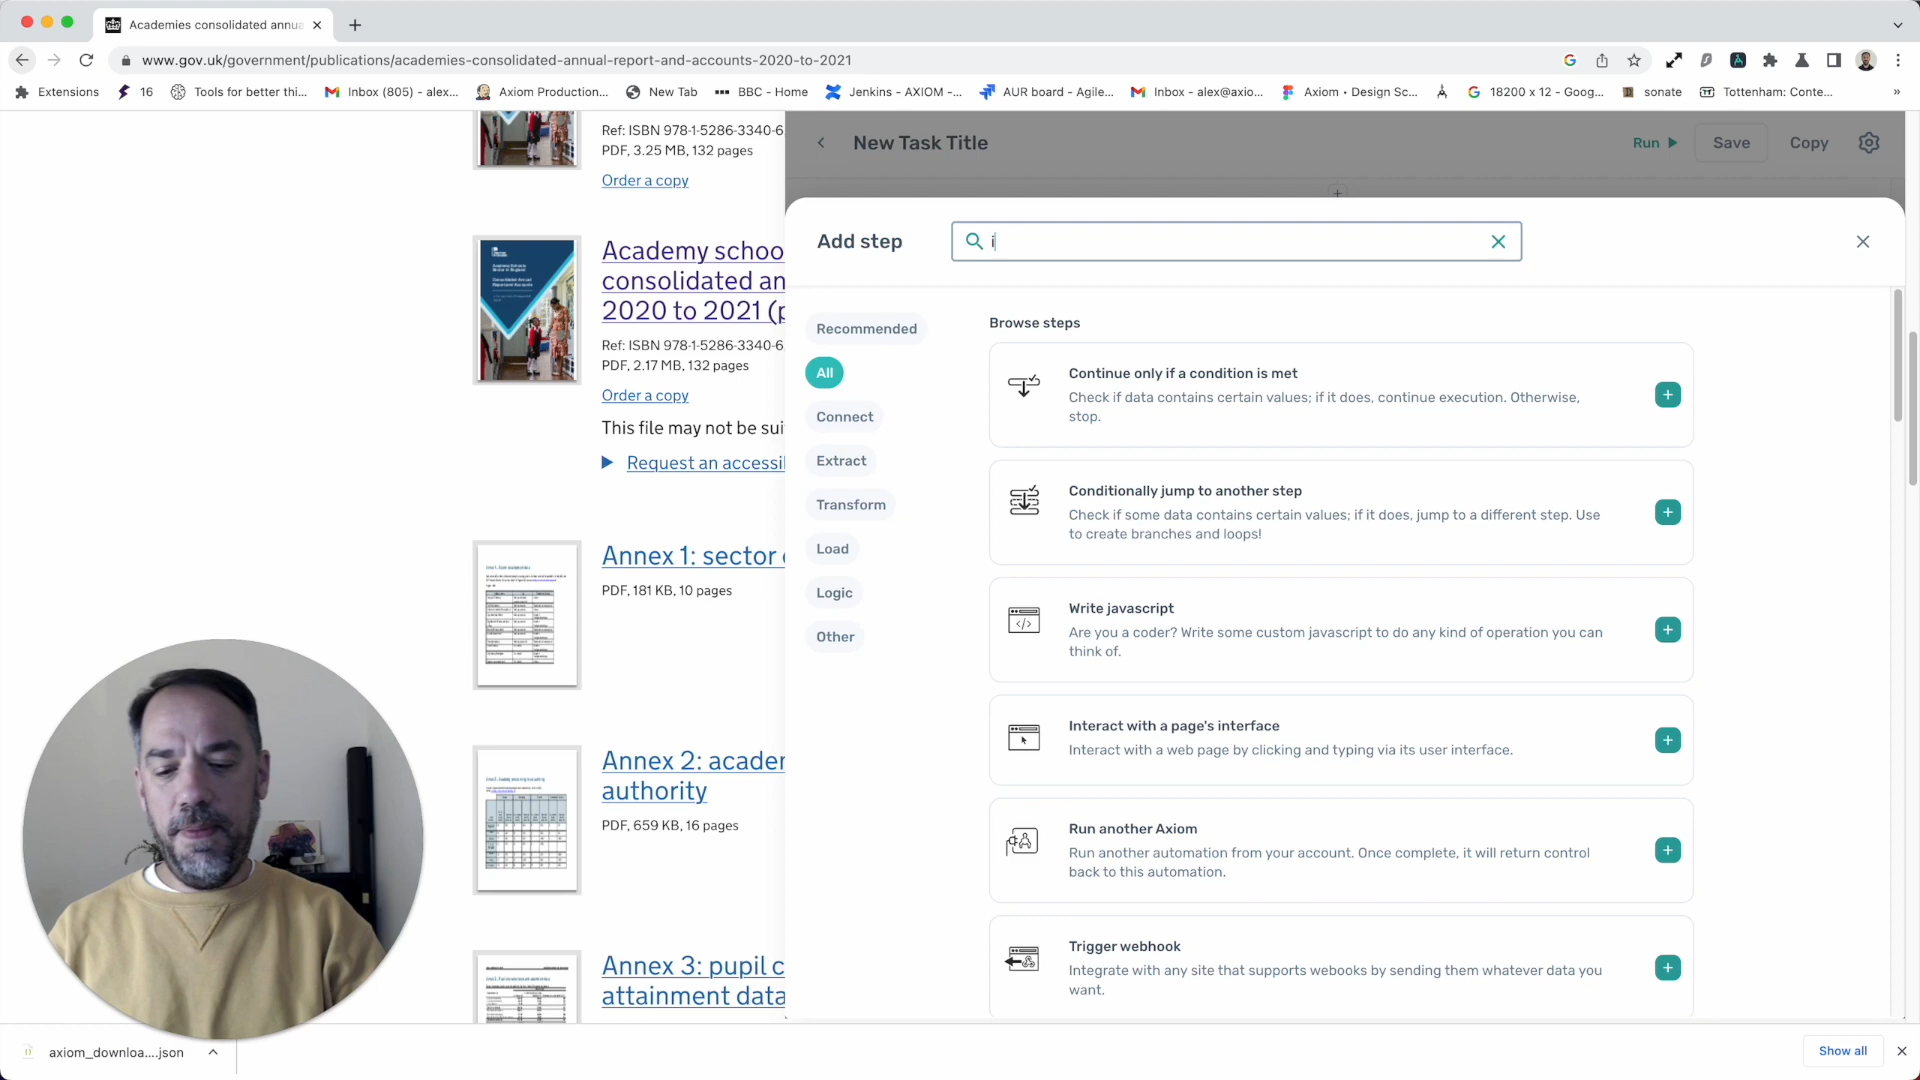 Academies consolidated annua
www.gov.uk/government/publications/academies-consolidated-annual-report-and-accounts-2020-to-2021
Extensions
16
Tools for better thi...
Inbox (805) - alex...
Axiom Production...
New Tab
BBC - Home
Jenkins - AXIOM -...
AUR board - Agile...
Inbox - alex@axio...
Axiom • Design Sc...
18200 x 12 - Goog...
sonate
Tottenham: Conte...
»
Ref: ISBN 978-1-5286-3340-6,
PDF, 3.25 MB, 132 pages
Order a copy
Academy schoo
consolidated an
2020 to 2021 (p
Ref: ISBN 978-1-5286-3340-6,
PDF, 2.17 MB, 132 pages
Order a copy
This file may not be sui
Request an accessil
Annex 1: sector
PDF, 181 KB, 10 pages
Annex 2: acader
authority
PDF, 659 KB, 16 pages
Annex 3: pupil c
attainment data
New Task Title
Run
Save
Copy
Add step
i
Recommended
All
Connect
Extract
Transform
Load
Logic
Other
Browse steps
Continue only if a condition is met
Check if data contains certain values; if it does, continue execution. Otherwise,
stop.
Conditionally jump to another step
Check if some data contains certain values; if it does, jump to a different step. Use
to create branches and loops!
Write javascript
Are you a coder? Write some custom javascript to do any kind of operation you can
think of.
Interact with a page's interface
Interact with a web page by clicking and typing via its user interface.
Run another Axiom
Run another automation from your account. Once complete, it will return control
back to this automation.
Trigger webhook
Integrate with any site that supports webooks by sending them whatever data you
want.
axiom_downloa....json
Show all